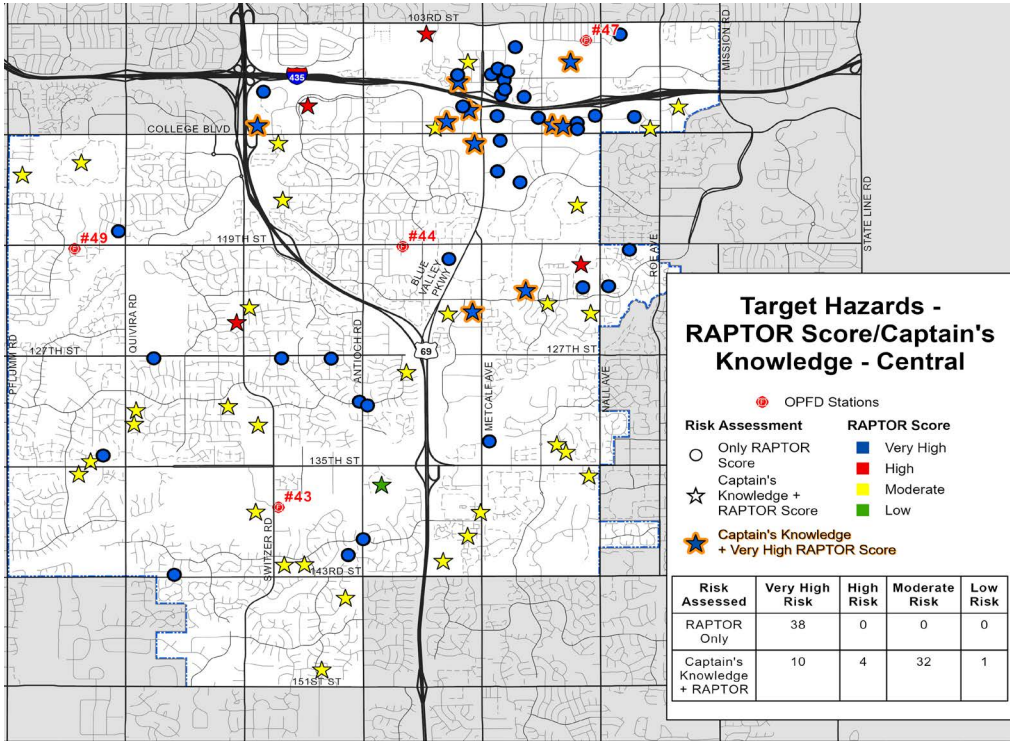 103RD ST
#47
MISSION RD
435
COLLEGE BLVD
STATE LINE RD
#49
119TH ST
#44
BLUE
VALLEY
PKWY
ROE AVE
PFLUMM RD
QUIVIRA RD
ANTIOCH RD
127TH ST
69
127TH ST
METCALF AVE
NALL AVE
135TH ST
#43
SWITZER RD
143RD ST
151ST ST
Target Hazards -
RAPTOR Score/Captain's
Knowledge - Central
OPFD Stations
Risk Assessment
Only RAPTOR
Score
Captain's
Knowledge +
RAPTOR Score
RAPTOR Score
Very High
High
Moderate
Low
Captain's Knowledge
+ Very High RAPTOR Score
Risk Assessed Very High Risk High Risk Moderate Risk Low Risk
RAPTOR Only 38 0 0 0
Captain's Knowledge + RAPTOR 10 4 32 1